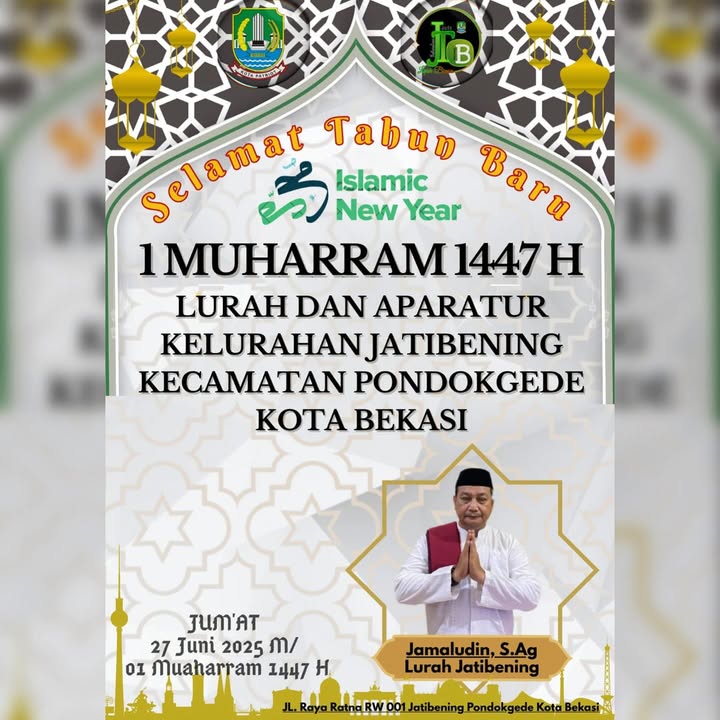 KOTA PATRIOT
Selamat Tahun Baru
Islamic
New Year
1 MUHARRAM 1447 H
LURAH DAN APARATUR
KELURAHAN JATIBENING
KECAMATAN PONDOKGEDE
KOTA BEKASI
JUM'AT
27 Juni 2025 M/
01 Muaharram 1447 H
Jamaludin, S.Ag
Lurah Jatibening
JL. Raya Ratna RW 001 Jatibening Pondokgede Kota Bekasi